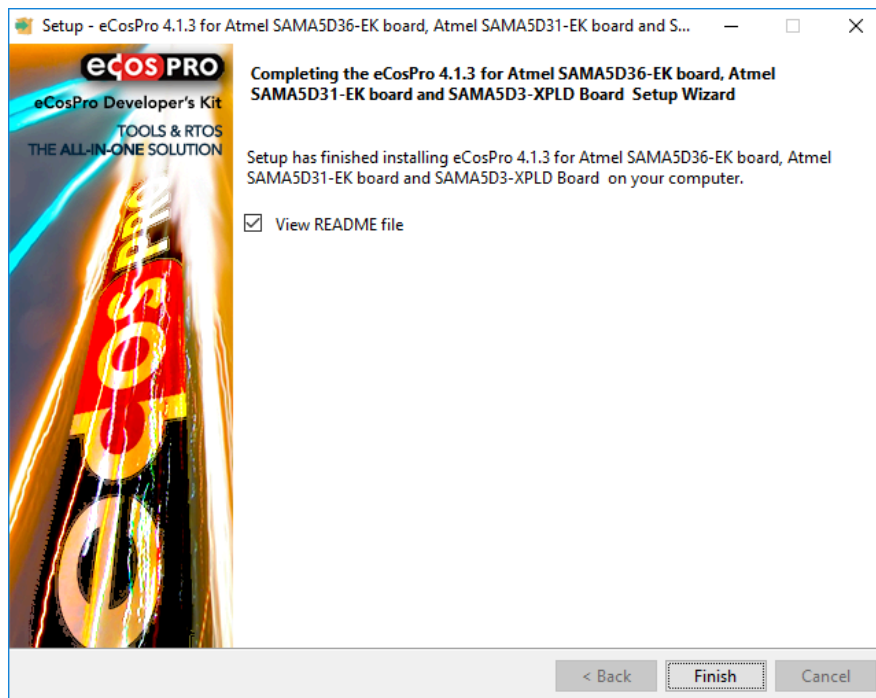 Setup - eCosPro 4.1.3 for Atmel SAMA5D36-EK board, Atmel SAMA5D31-EK board and S...
eCosPRO
eCosPro Developer's Kit
TOOLS & RTOS
THE ALL-IN-ONE SOLUTION
eCosPRO
Completing the eCosPro 4.1.3 for Atmel SAMA5D36-EK board, Atmel
SAMA5D31-EK board and SAMA5D3-XPLD Board Setup Wizard
Setup has finished installing eCosPro 4.1.3 for Atmel SAMA5D36-EK board, Atmel
SAMA5D31-EK board and SAMA5D3-XPLD Board on your computer.
View README file
< Back Finish Cancel